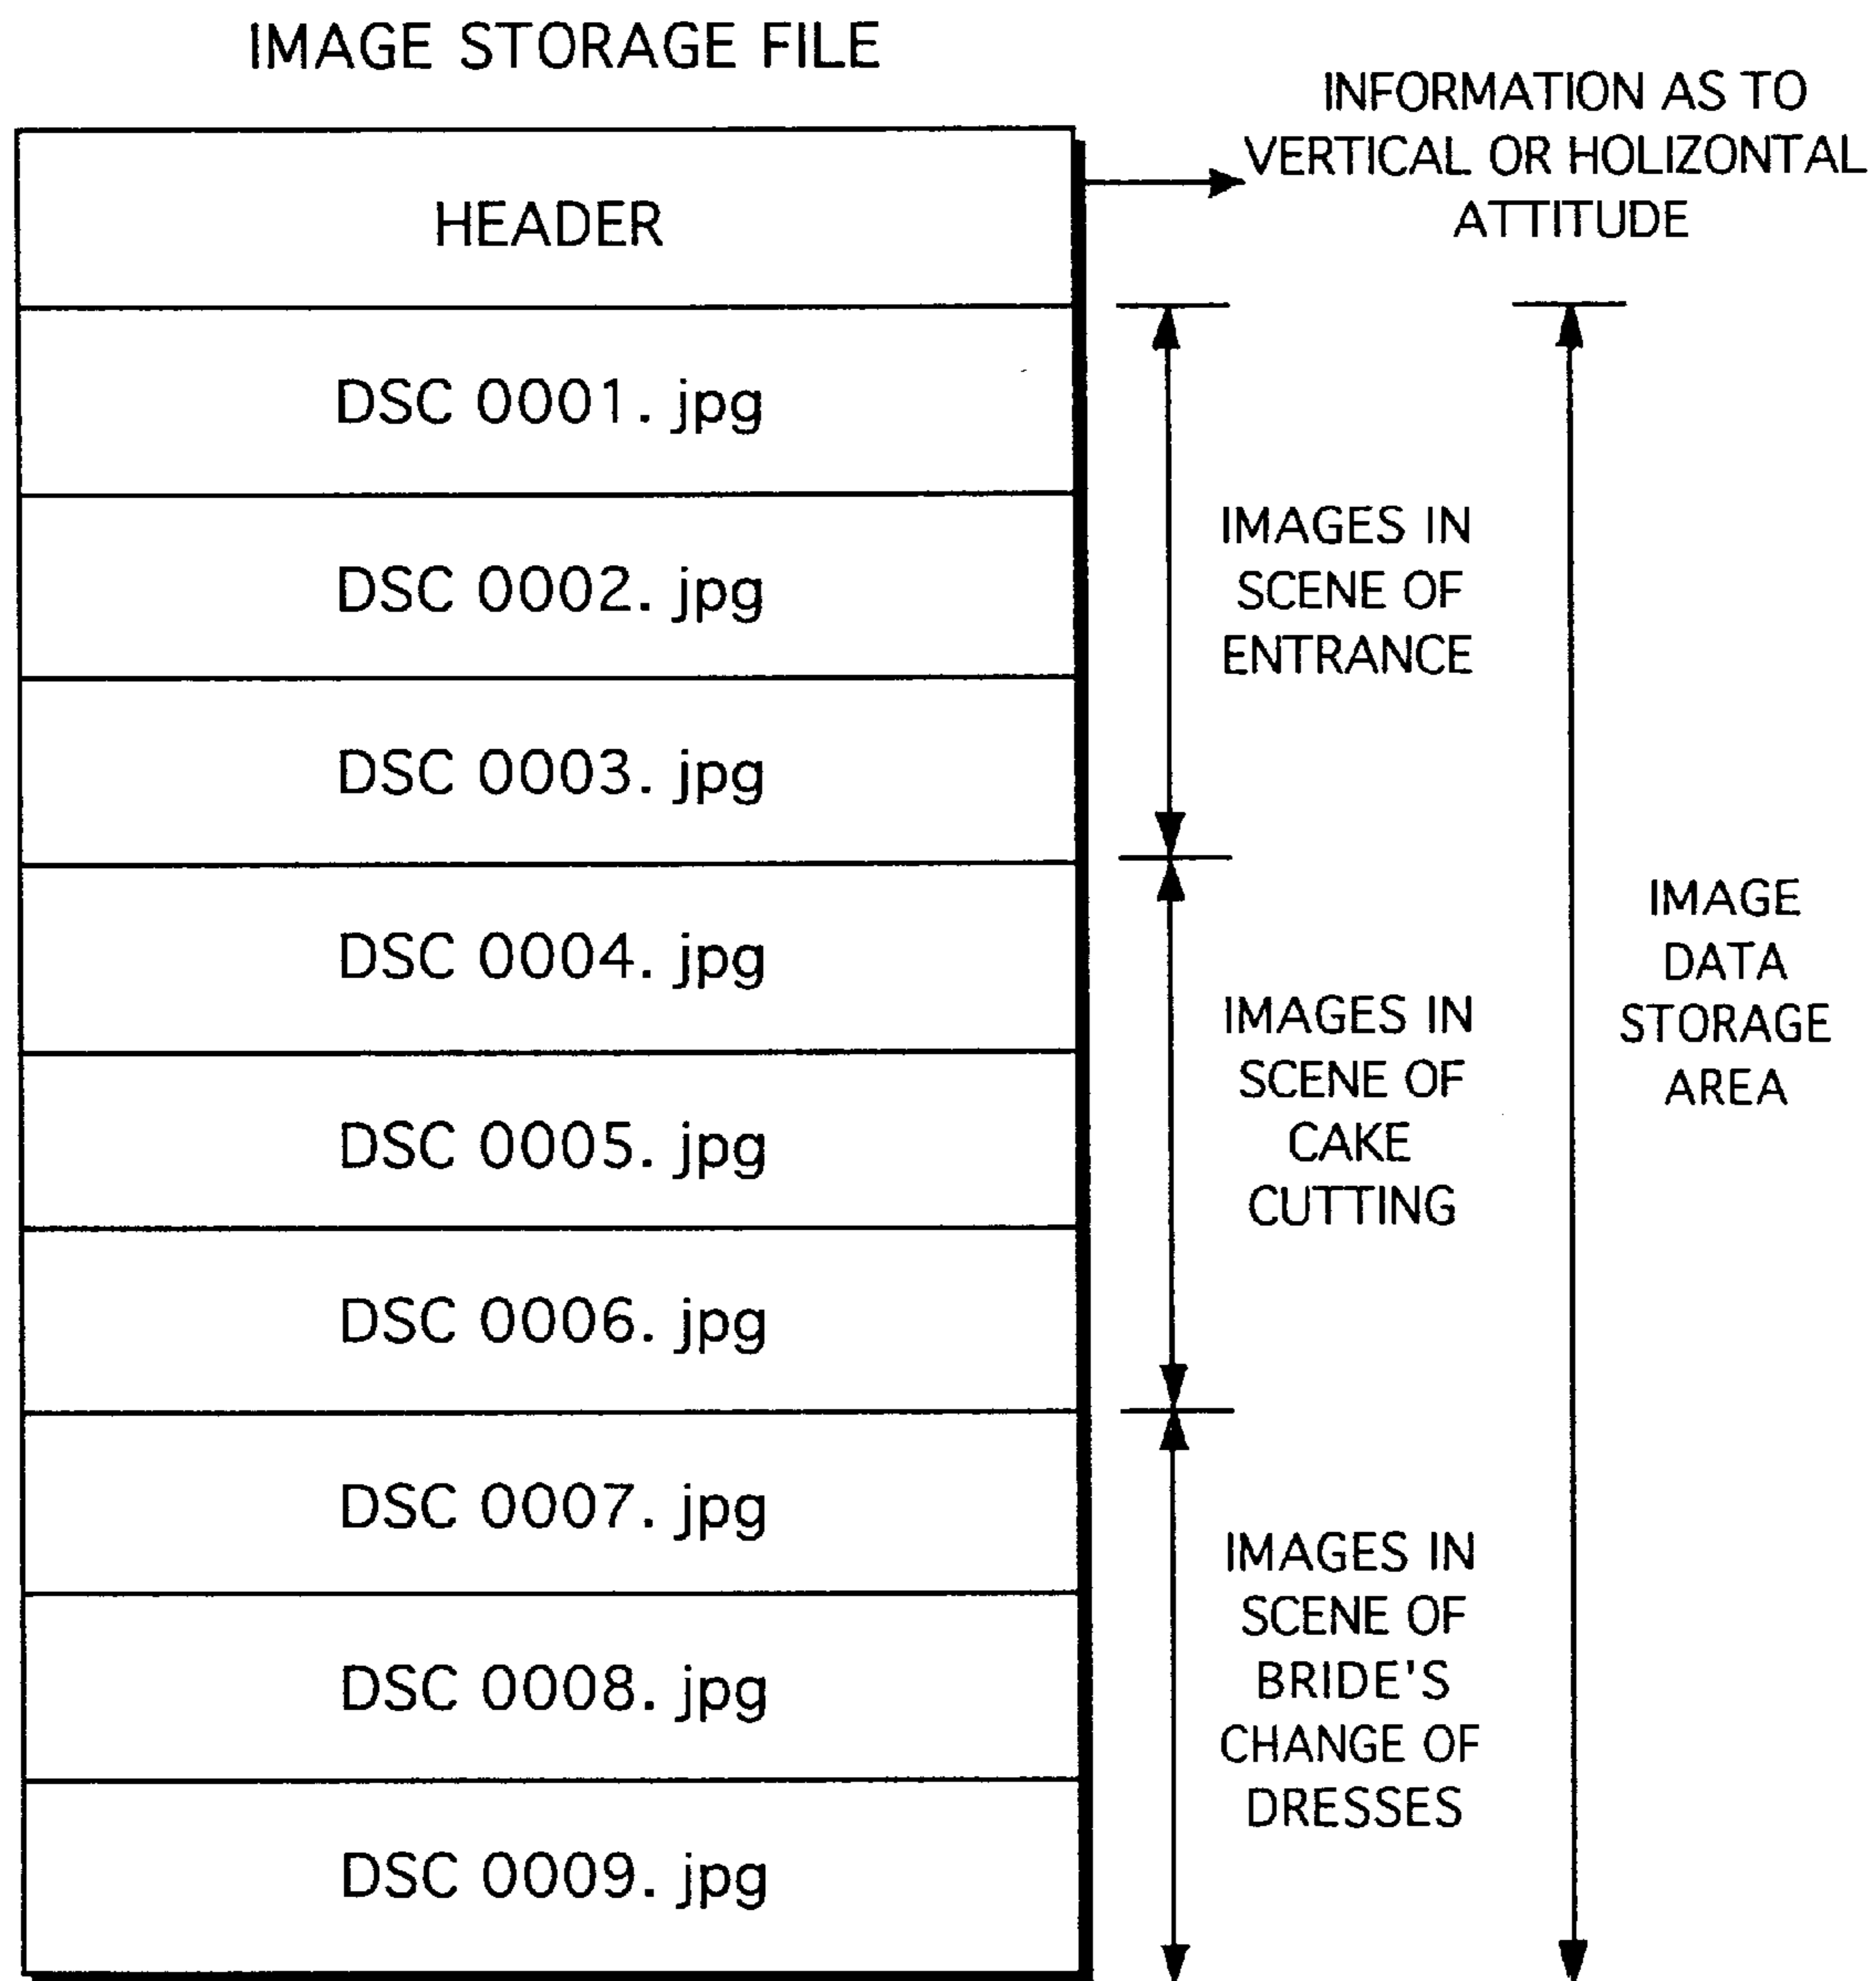 IMAGE STORAGE FILE
INFORMATION AS TO
VERTICAL OR HOLIZONTAL
ATTITUDE
HEADER
DSC 0001. jpg
DSC 0002. jpg
DSC 0003. jpg
IMAGES IN
SCENE OF
ENTRANCE
DSC 0004. jpg
DSC 0005. jpg
DSC 0006. jpg
IMAGES IN
SCENE OF
CAKE
CUTTING
IMAGE
DATA
STORAGE
AREA
DSC 0007. jpg
DSC 0008. jpg
DSC 0009. jpg
IMAGES IN
SCENE OF
BRIDE'S
CHANGE OF
DRESSES